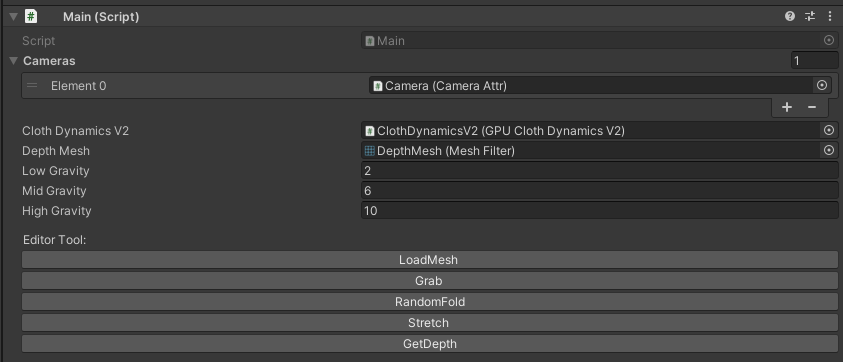 Main (Script)
Script Main
Cameras 1
Element 0 Camera (Camera Attr)
Cloth Dynamics V2 ClothDynamicsV2 (GPU Cloth Dynamics V2)
Depth Mesh DepthMesh (Mesh Filter)
Low Gravity 2
Mid Gravity 6
High Gravity 10
Editor Tool:
LoadMesh
Grab
RandomFold
Stretch
GetDepth